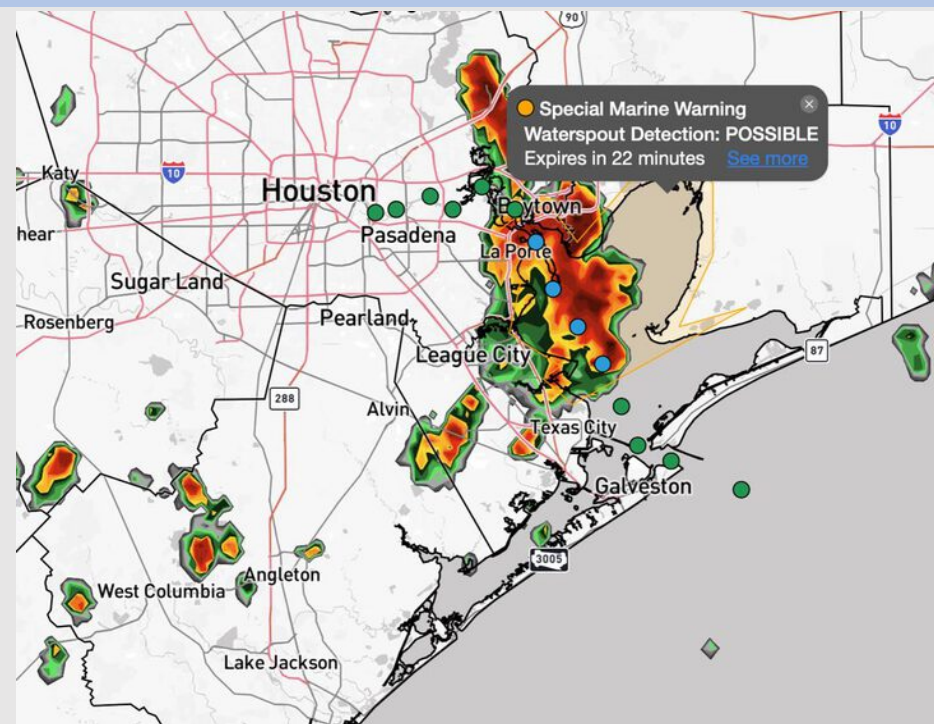 90
Special Marine Warning
Waterspout Detection: POSSIBLE
Expires in 22 minutes See more
10
Katy
10
Houston
Baytown
hear
Pasadena
La Porte
Sugar Land
Rosenberg
Pearland
87
League City
288
Alvin
Texas City
Galveston
3005
Angleton
West Columbia
Lake Jackson